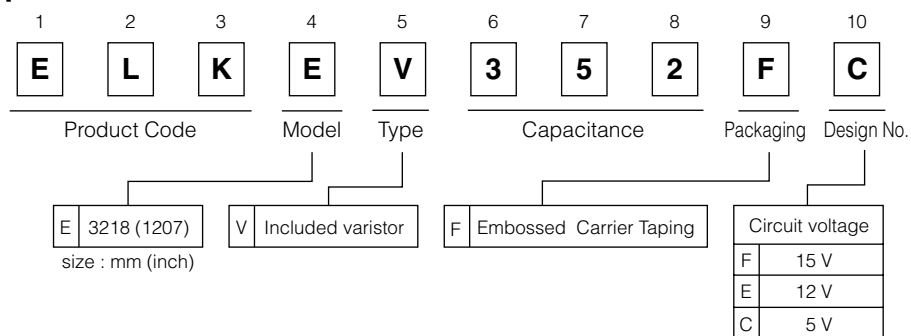 1 2 3 4 5 6 7 8 9 10
E L K E V 3 5 2 F C
Product Code Model Type Capacitance Packaging Design No.
E 3218 (1207) V Included varistor F Embossed Carrier Taping Circuit voltage
size : mm (inch)
F 15 V
E 12 V
C 5 V